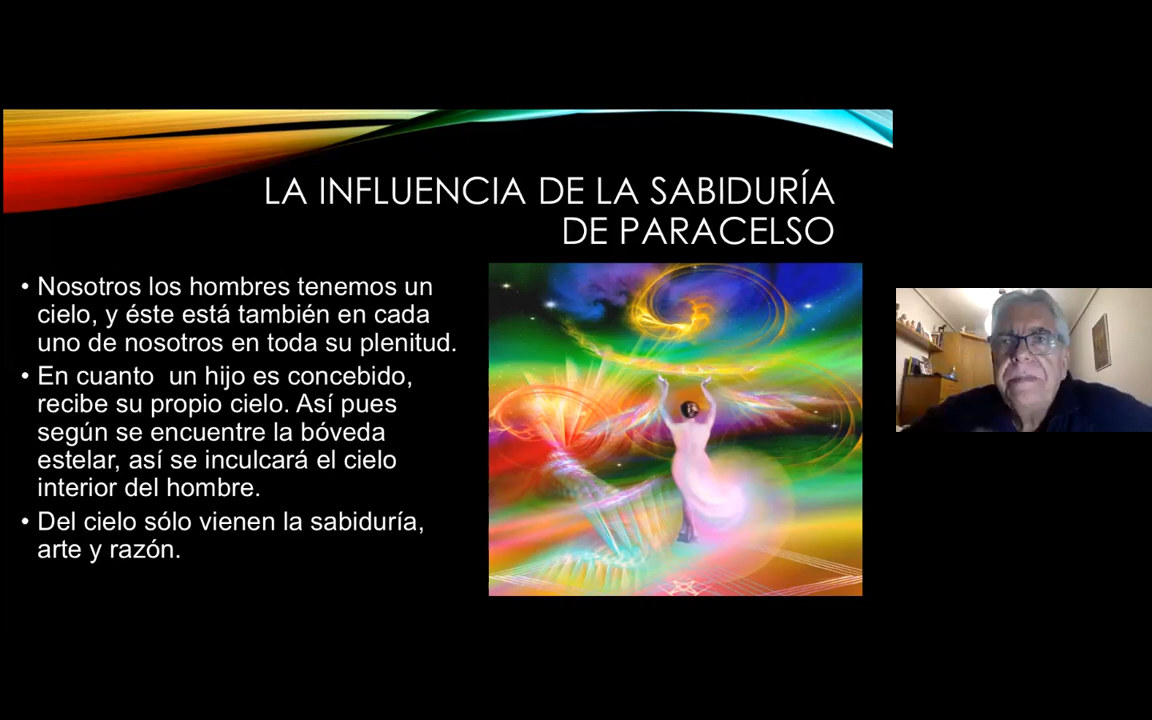 LA INFLUENCIA DE LA SABIDURÍA
DE PARACELSO
• Nosotros los hombres tenemos un
cielo, y éste está también en cada
uno de nosotros en toda su plenitud.
• En cuanto un hijo es concebido,
recibe su propio cielo. Así pues
según se encuentre la bóveda
estelar, así se inculcará el cielo
interior del hombre.
• Del cielo sólo vienen la sabiduría,
arte y razón.